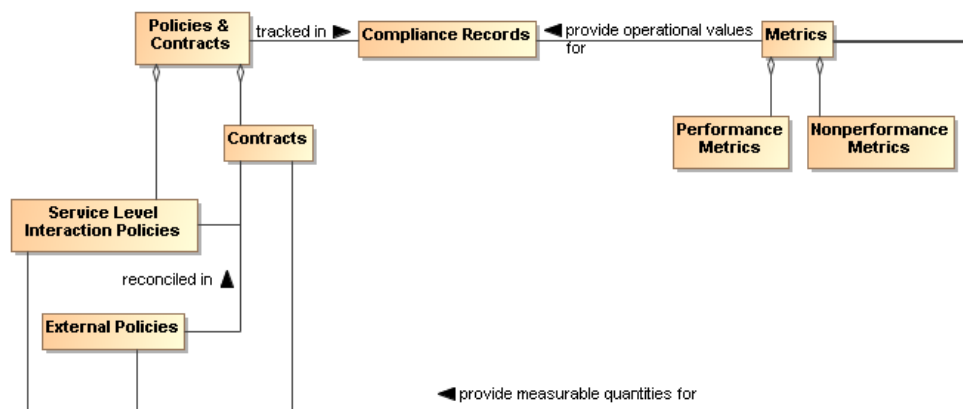 Policies &
Contracts
tracked in
Compliance Records
provide operational values
for
Metrics
Contracts
Performance
Metrics
Nonperformance
Metrics
Service Level
Interaction Policies
reconciled in
External Policies
provide measurable quantities for